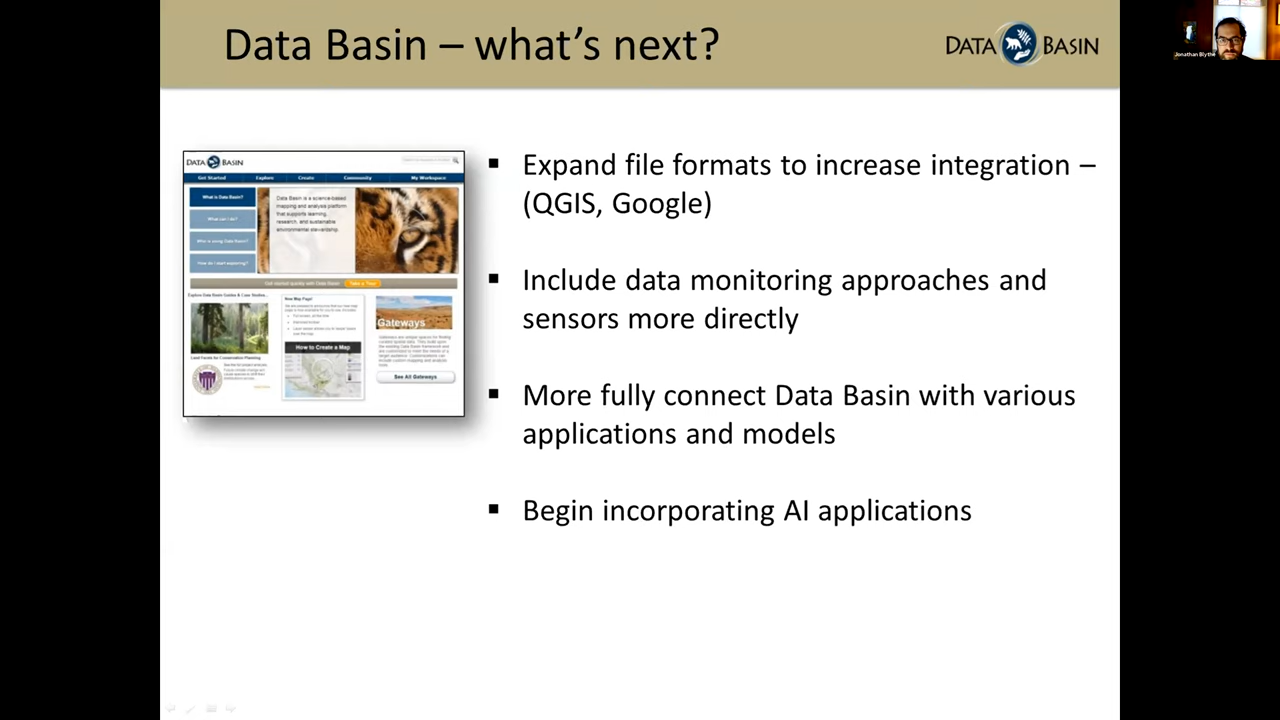 Data Basin – what's next?
DATA BASIN
Jonathan Blythe
▪ Expand file formats to increase integration –
(QGIS, Google)
▪ Include data monitoring approaches and
sensors more directly
▪ More fully connect Data Basin with various
applications and models
▪ Begin incorporating AI applications
DATA BASIN
Get Started Explore Create Community My Workspace
What is Data Basin?
What can I do?
Who is using Data Basin?
How do I start exploring?
Data Basin is a science-based
mapping and analysis platform
that supports learning,
research, and sustainable
environmental stewardship.
Get started quickly with Data Basin Take a Tour
Explore Data Basin Guides & Case Studies...
New Map Page!
How to Create a Map
Gateways
See All Gateways